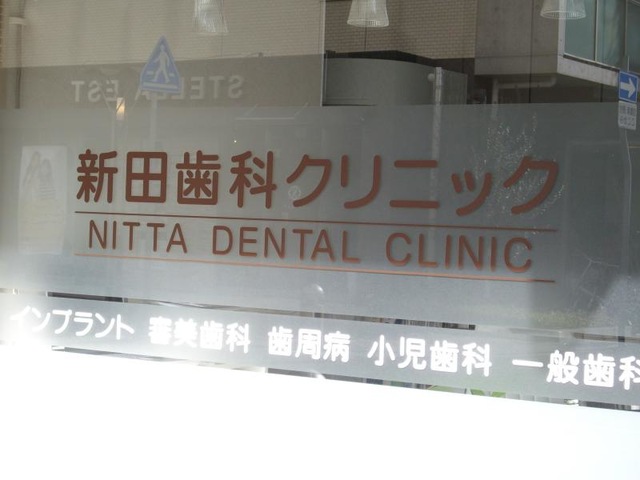 新田歯科クリニック
NITTA DENTAL CLINIC
インプラント 審美歯科 歯周病 小児歯科 一般歯科